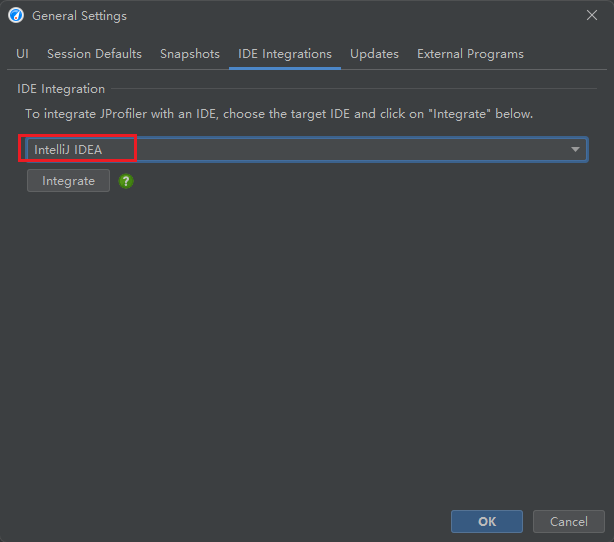 General Settings
UI Session Defaults Snapshots IDE Integrations Updates External Programs
IDE Integration
To integrate JProfiler with an IDE, choose the target IDE and click on "Integrate" below.
IntelliJ IDEA
Integrate ?
OK Cancel